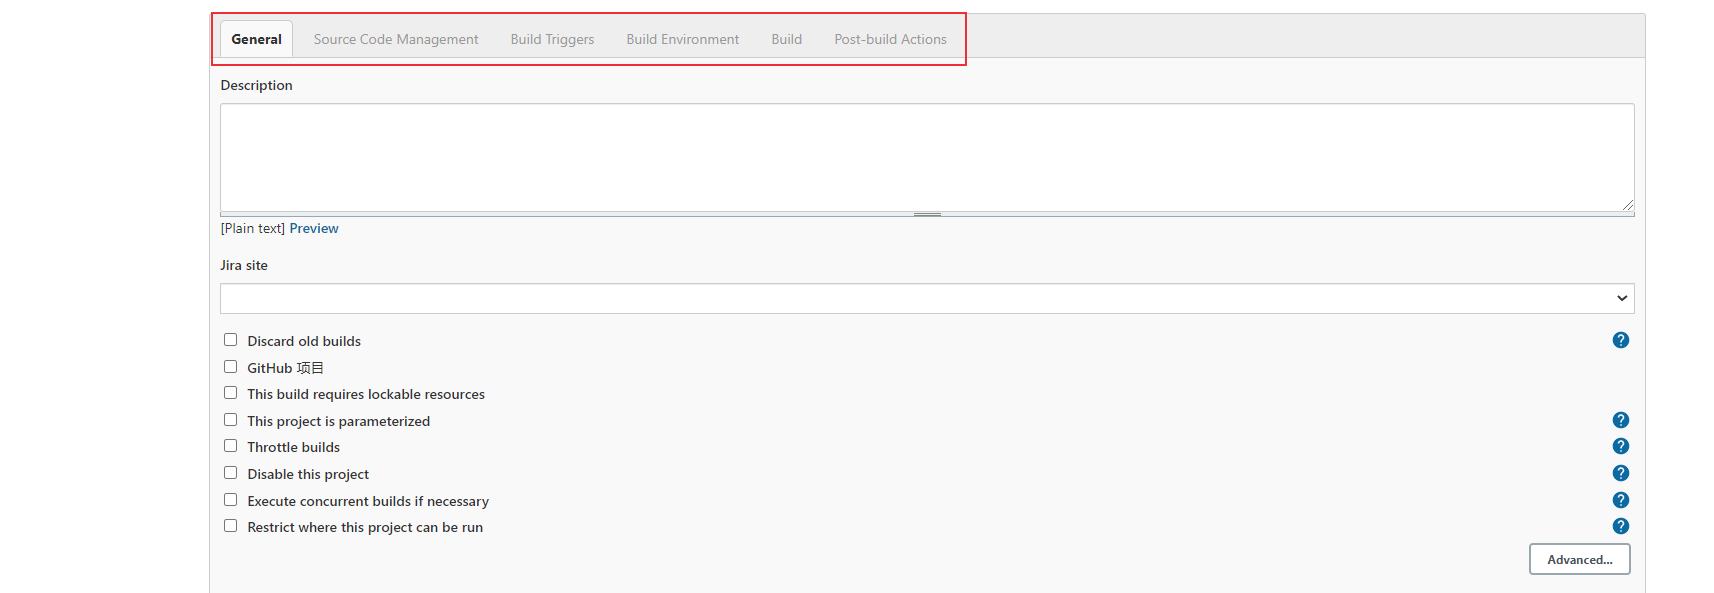 General Source Code Management Build Triggers Build Environment Build Post-build Actions
Description
[Plain text] Preview
Jira site
Discard old builds
GitHub 项目
This build requires lockable resources
This project is parameterized
Throttle builds
Disable this project
Execute concurrent builds if necessary
Restrict where this project can be run
Advanced...